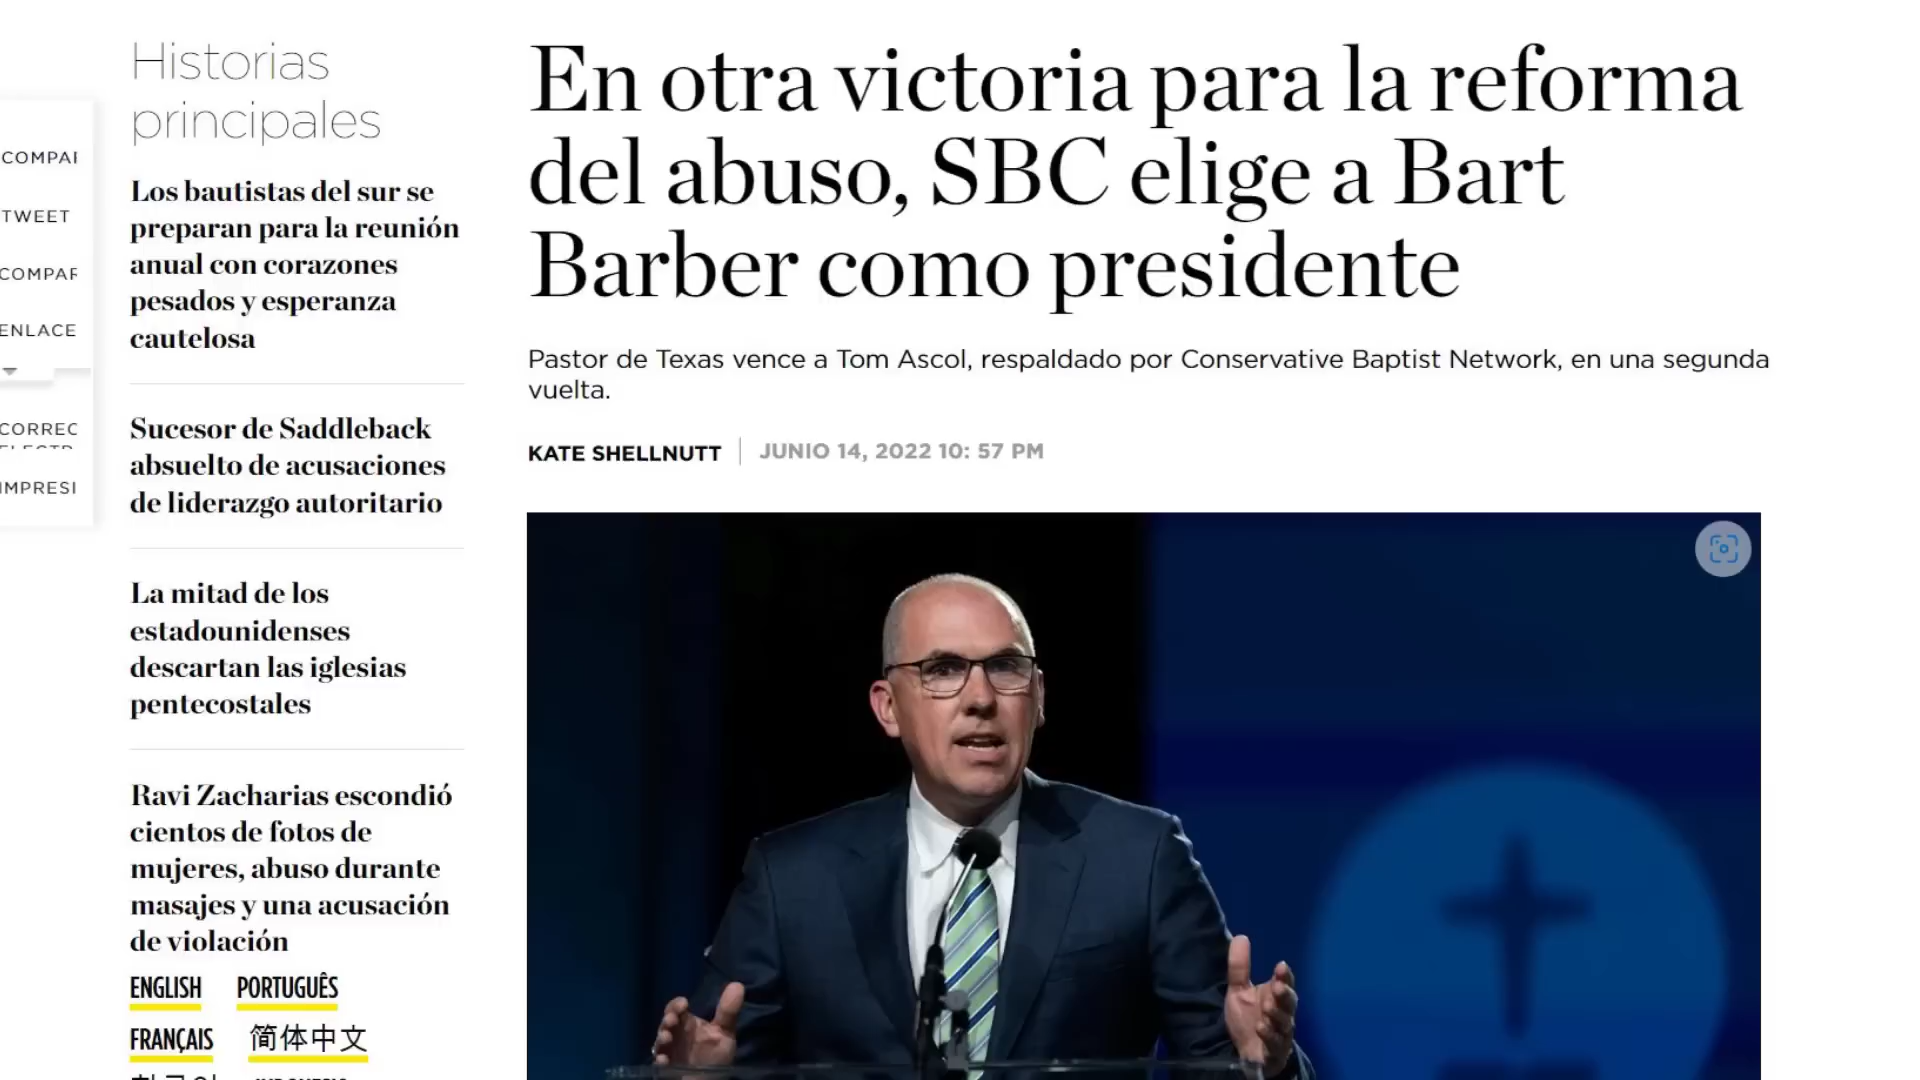 COMPAR
TWEET
COMPAR
ENLACE
CORREC
IMPRESI
Historias
principales
Los bautistas del sur se
preparan para la reunión
anual con corazones
pesados y esperanza
cautelosa
Sucesor de Saddleback
absuelto de acusaciones
de liderazgo autoritario
La mitad de los
estadounidenses
descartan las iglesias
pentecostales
Ravi Zacharias escondió
cientos de fotos de
mujeres, abuso durante
masajes y una acusación
de violación
ENGLISH PORTUGUÊS
FRANÇAIS 简体中文
En otra victoria para la reforma
del abuso, SBC elige a Bart
Barber como presidente
Pastor de Texas vence a Tom Ascol, respaldado por Conservative Baptist Network, en una segunda
vuelta.
KATE SHELLNUTT JUNIO 14, 2022 10: 57 PM